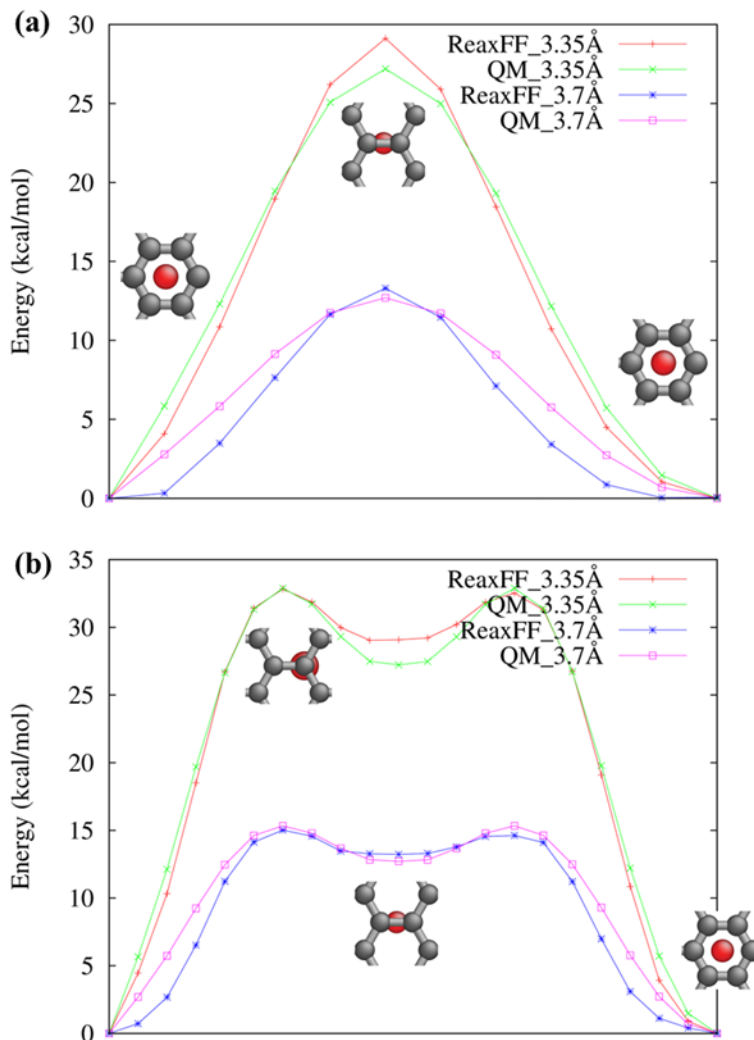 (a)
30
25
20
15
10
5
0
Energy (kcal/mol)
ReaxFF_3.35Å
QM_3.35Å
ReaxFF_3.7Å
QM_3.7Å
(b)
35
30
25
20
15
10
5
0
Energy (kcal/mol)
ReaxFF_3.35Å
QM_3.35Å
ReaxFF_3.7Å
QM_3.7Å